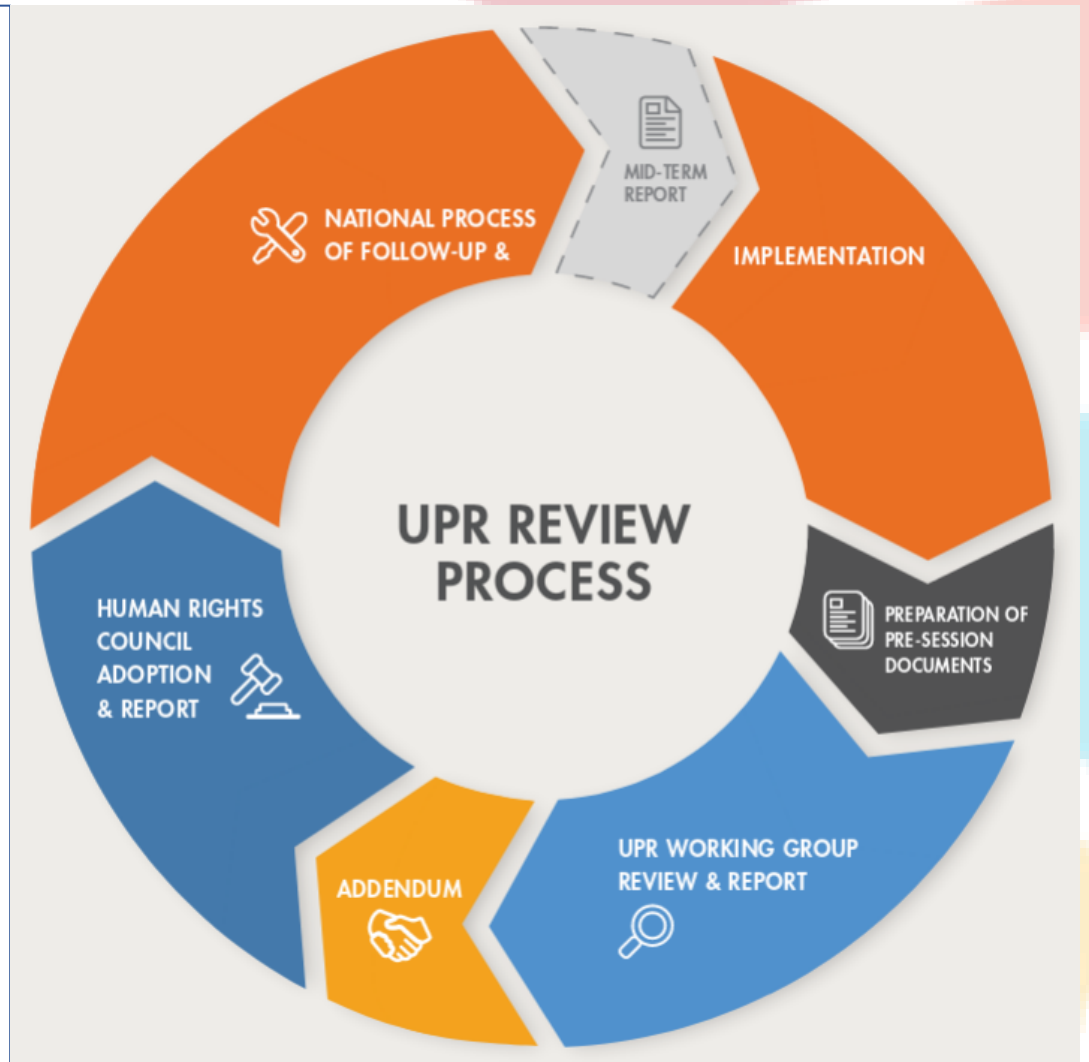 UPR REVIEW
PROCESS
MID-TERM
REPORT
IMPLEMENTATION
PREPARATION OF
PRE-SESSION
DOCUMENTS
UPR WORKING GROUP
REVIEW & REPORT
ADDENDUM
HUMAN RIGHTS
COUNCIL
ADOPTION
& REPORT
NATIONAL PROCESS
OF FOLLOW-UP &